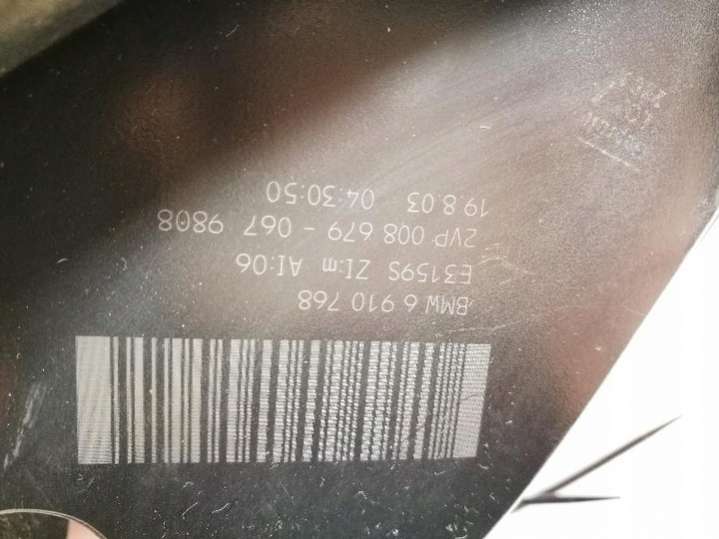 BMW 6 910 768
E3159S ZI:m AI:06
2VP 008 679 - 067 9808
19.8.03 04:30:50